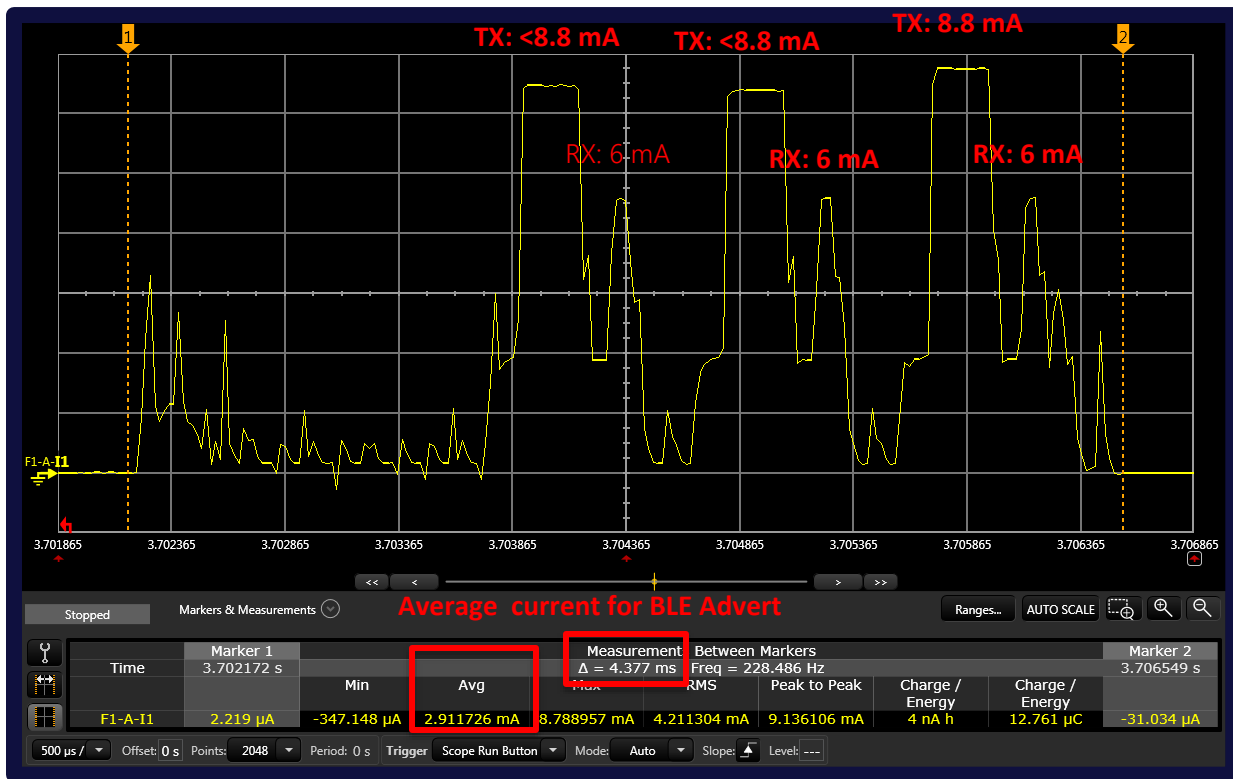 TX: 8.8 mA
TX: <8.8 mA
TX: <8.8 mA
1
2
RX: 6 mA
RX: 6 mA
RX: 6 mA
F1-A-I1
3.701865
3.702365
3.702865
3.703365
3.703865
3.704365
3.704865
3.705365
3.705865
3.706365
3.706865
<<
<
>
>>
Stopped
Markers & Measurements
Average current for BLE Advert
Ranges...
AUTO SCALE
Marker 1
Measurement Between Markers
Marker 2
Time
3.702172 s
Δ = 4.377 ms
Freq = 228.486 Hz
3.706549 s
Min
Avg
RMS
Peak to Peak
Charge /
Energy
Charge /
Energy
F1-A-I1
2.219 µA
-347.148 µA
2.911726 mA
8.788957 mA
4.211304 mA
9.136106 mA
4 nA h
12.761 µC
-31.034 µA
500 µs /
Offset: 0 s
Points: 2048
Period: 0 s
Trigger
Scope Run Button
Mode: Auto
Slope:
Level: ---